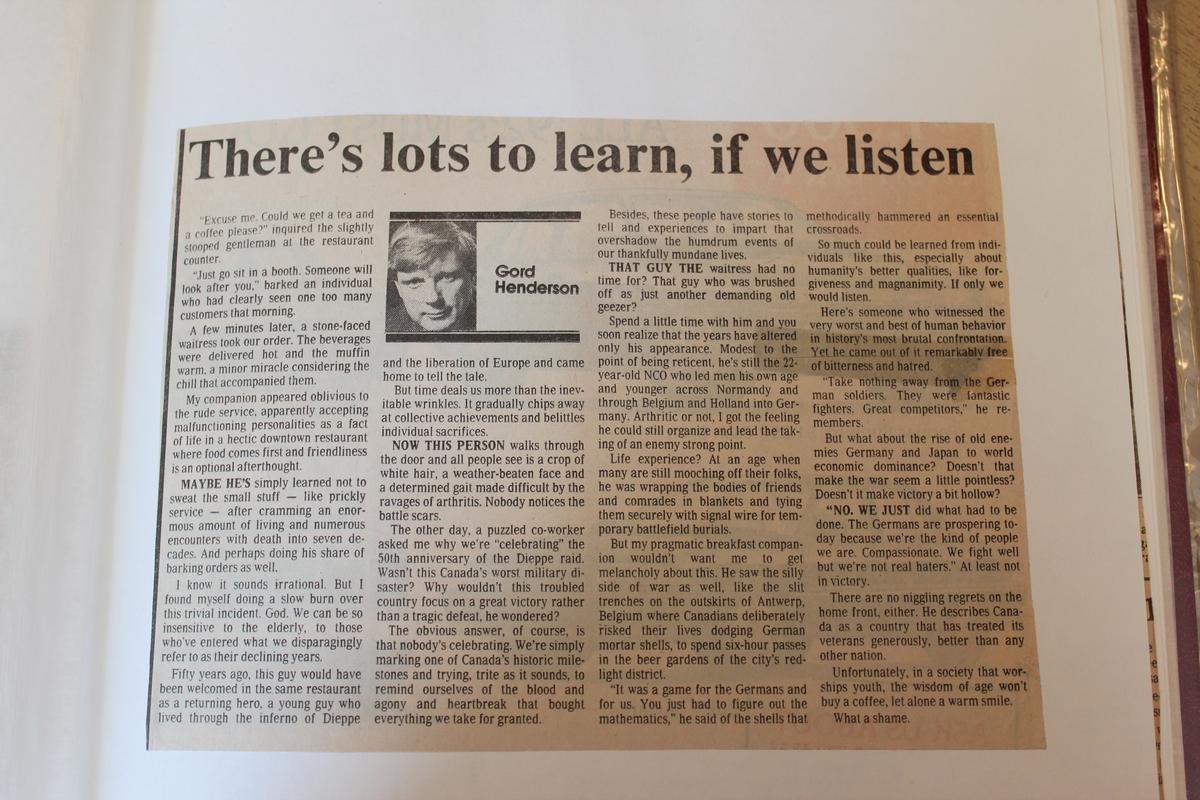 There's lots to learn, if we listen
"Excuse me. Could we get a tea and
a coffee please?" inquired the slightly
stooped gentleman at the restaurant
counter.
"Just go sit in a booth. Someone will
look after you," barked an individual
who had clearly seen one too many
customers that morning.
A few minutes later, a stone-faced
waitress took our order. The beverages
were delivered hot and the muffin
warm, a minor miracle considering the
chill that accompanied them.
My companion appeared oblivious to
the rude service, apparently accepting
malfunctioning personalities as a fact
of life in a hectic downtown restaurant
where food comes first and friendliness
is an optional afterthought.
MAYBE HE'S simply learned not to
sweat the small stuff — like prickly
service — after cramming an enor-
mous amount of living and numerous
encounters with death into seven de-
cades. And perhaps doing his share of
barking orders as well.
I know it sounds irrational. But I
found myself doing a slow burn over
this trivial incident. God. We can be so
insensitive to the elderly, to those
who've entered what we disparagingly
refer to as their declining years.
Fifty years ago, this guy would have
been welcomed in the same restaurant
as a returning hero, a young guy who
lived through the inferno of Dieppe
Gord
Henderson
and the liberation of Europe and came
home to tell the tale.
But time deals us more than the inev-
itable wrinkles. It gradually chips away
at collective achievements and belittles
individual sacrifices.
NOW THIS PERSON walks through
the door and all people see is a crop of
white hair, a weather-beaten face and
a determined gait made difficult by the
ravages of arthritis. Nobody notices the
battle scars.
The other day, a puzzled co-worker
asked me why we're "celebrating" the
50th anniversary of the Dieppe raid.
Wasn't this Canada's worst military di-
saster? Why wouldn't this troubled
country focus on a great victory rather
than a tragic defeat, he wondered?
The obvious answer, of course, is
that nobody's celebrating. We're simply
marking one of Canada's historic mile-
stones and trying, trite as it sounds, to
remind ourselves of the blood and
agony and heartbreak that bought
everything we take for granted.
Besides, these people have stories to
tell and experiences to impart that
overshadow the humdrum events of
our thankfully mundane lives.
THAT GUY THE waitress had no
time for? That guy who was brushed
off as just another demanding old
geezer?
Spend a little time with him and you
soon realize that the years have altered
only his appearance. Modest to the
point of being reticent, he's still the 22-
year-old NCO who led men his own age
and younger across Normandy and
through Belgium and Holland into Ger-
many. Arthritic or not, I got the feeling
he could still organize and lead the tak-
ing of an enemy strong point.
Life experience? At an age when
many are still mooching off their folks,
he was wrapping the bodies of friends
and comrades in blankets and tying
them securely with signal wire for tem-
porary battlefield burials.
But my pragmatic breakfast compan-
ion wouldn't want me to get
melancholy about this. He saw the silly
side of war as well, like the slit
trenches on the outskirts of Antwerp,
Belgium where Canadians deliberately
risked their lives dodging German
mortar shells, to spend six-hour passes
in the beer gardens of the city's red-
light district.
"It was a game for the Germans and
for us. You just had to figure out the
mathematics," he said of the shells that
methodically hammered an essential
crossroads.
So much could be learned from indi-
viduals like this, especially about
humanity's better qualities, like for-
giveness and magnanimity. If only we
would listen.
Here's someone who witnessed the
very worst and best of human behavior
in history's most brutal confrontation.
Yet he came out of it remarkably free
of bitterness and hatred.
"Take nothing away from the Ger-
man soldiers. They were fantastic
fighters. Great competitors," he re-
members.
But what about the rise of old ene-
mies Germany and Japan to world
economic dominance? Doesn't that
make the war seem a little pointless?
Doesn't it make victory a bit hollow?
"NO. WE JUST did what had to be
done. The Germans are prospering to-
day because we're the kind of people
we are. Compassionate. We fight well
but we're not real haters." At least not
in victory.
There are no niggling regrets on the
home front, either. He describes Cana-
da as a country that has treated its
veterans generously, better than any
other nation.
Unfortunately, in a society that wor-
ships youth, the wisdom of age won't
buy a coffee, let alone a warm smile.
What a shame.